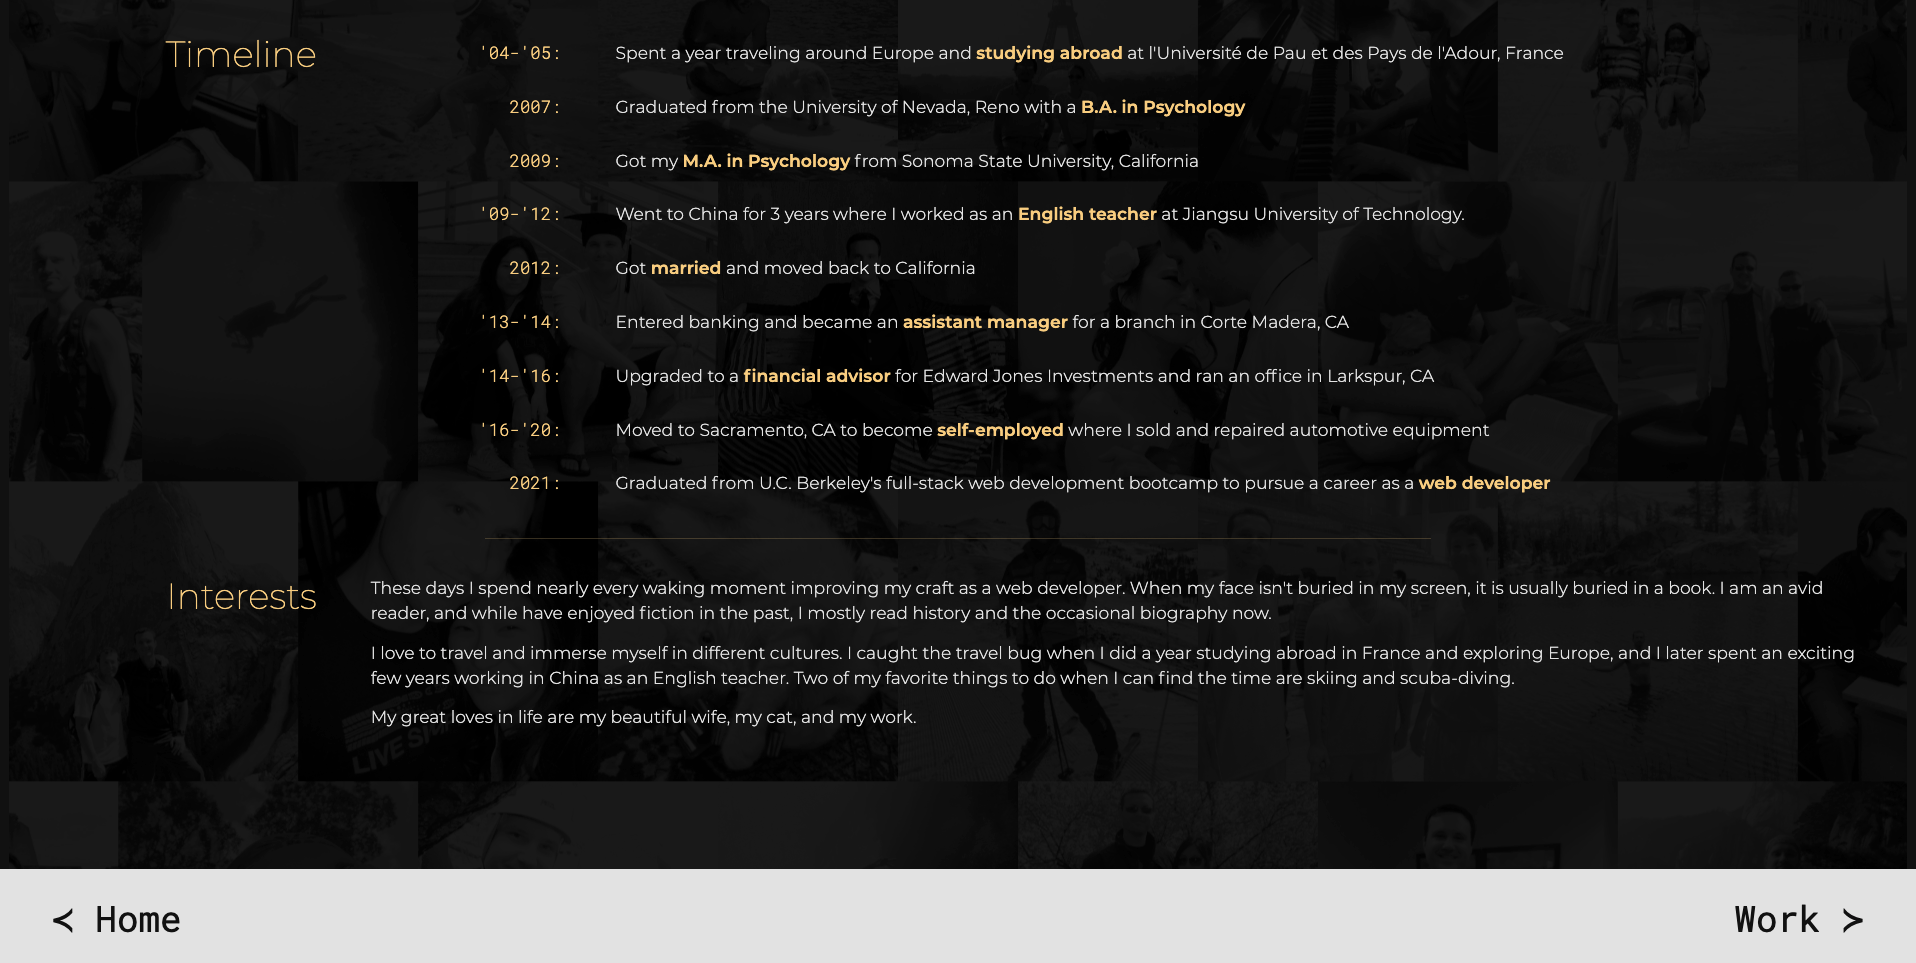 Timeline
'04-'05: Spent a year traveling around Europe and studying abroad at l'Université de Pau et des Pays de l'Adour, France
2007: Graduated from the University of Nevada, Reno with a B.A. in Psychology
2009: Got my M.A. in Psychology from Sonoma State University, California
'09-'12: Went to China for 3 years where I worked as an English teacher at Jiangsu University of Technology.
2012: Got married and moved back to California
'13-'14: Entered banking and became an assistant manager for a branch in Corte Madera, CA
'14-'16: Upgraded to a financial advisor for Edward Jones Investments and ran an office in Larkspur, CA
'16-'20: Moved to Sacramento, CA to become self-employed where I sold and repaired automotive equipment
2021: Graduated from U.C. Berkeley's full-stack web development bootcamp to pursue a career as a web developer
Interests
These days I spend nearly every waking moment improving my craft as a web developer. When my face isn't buried in my screen, it is usually buried in a book. I am an avid
reader, and while have enjoyed fiction in the past, I mostly read history and the occasional biography now.
I love to travel and immerse myself in different cultures. I caught the travel bug when I did a year studying abroad in France and exploring Europe, and I later spent an exciting
few years working in China as an English teacher. Two of my favorite things to do when I can find the time are skiing and scuba-diving.
My great loves in life are my beautiful wife, my cat, and my work.
LIVE
< Home
Work >